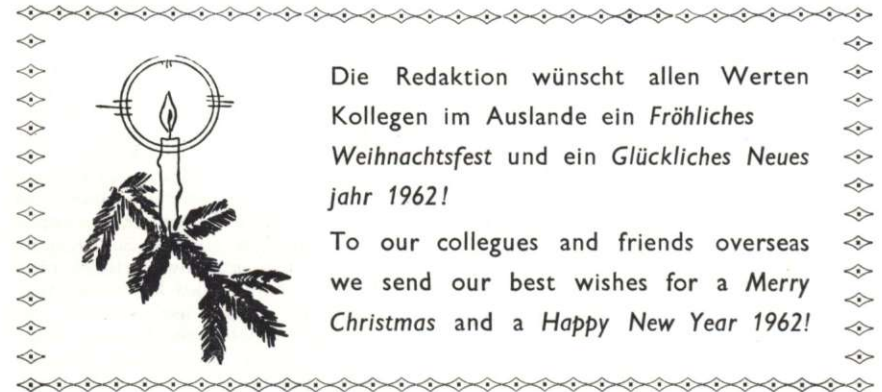 Die Redaktion wünscht allen Werten
Kollegen im Auslande ein Fröhliches
Weihnachtsfest und ein Glückliches Neues
jahr 1962!
To our collegues and friends overseas
we send our best wishes for a Merry
Christmas and a Happy New Year 1962!